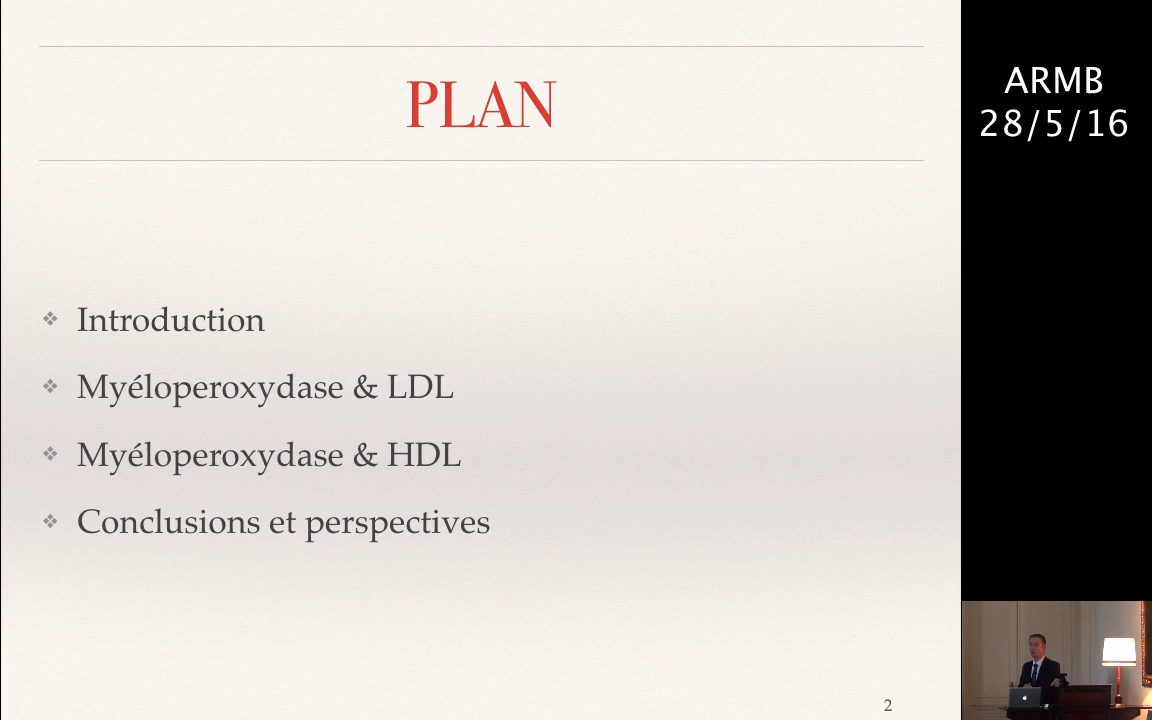 PLAN
Introduction
Myéloperoxydase & LDL
Myéloperoxydase & HDL
Conclusions et perspectives
2
ARMB
28/5/16